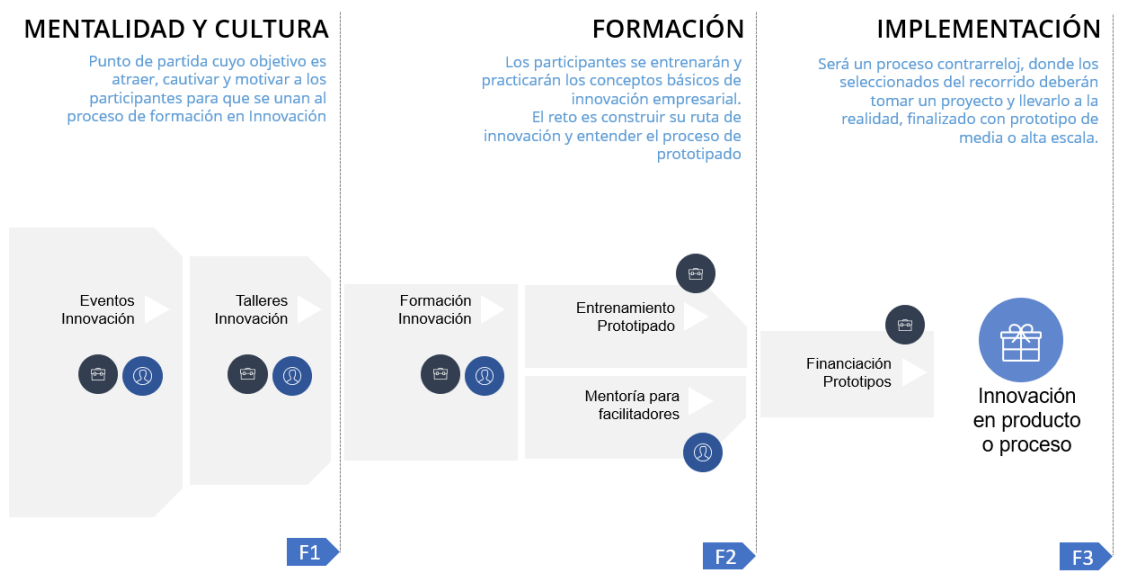 MENTALIDAD Y CULTURA
Punto de partida cuyo objetivo es
atraer, cautivar y motivar a los
participantes para que se unan al
proceso de formación en Innovación
FORMACIÓN
Los participantes se entrenarán y
practicarán los conceptos básicos de
innovación empresarial.
El reto es construir su ruta de
innovación y entender el proceso de
prototipado
IMPLEMENTACIÓN
Será un proceso contrarreloj, donde los
seleccionados del recorrido deberán
tomar un proyecto y llevarlo a la
realidad, finalizado con prototipo de
media o alta escala.
Eventos
Innovación
Talleres
Innovación
Formación
Innovación
Entrenamiento
Prototipado
Mentoría para
facilitadores
Financiación
Prototipos
Innovación
en producto
o proceso
F1
F2
F3